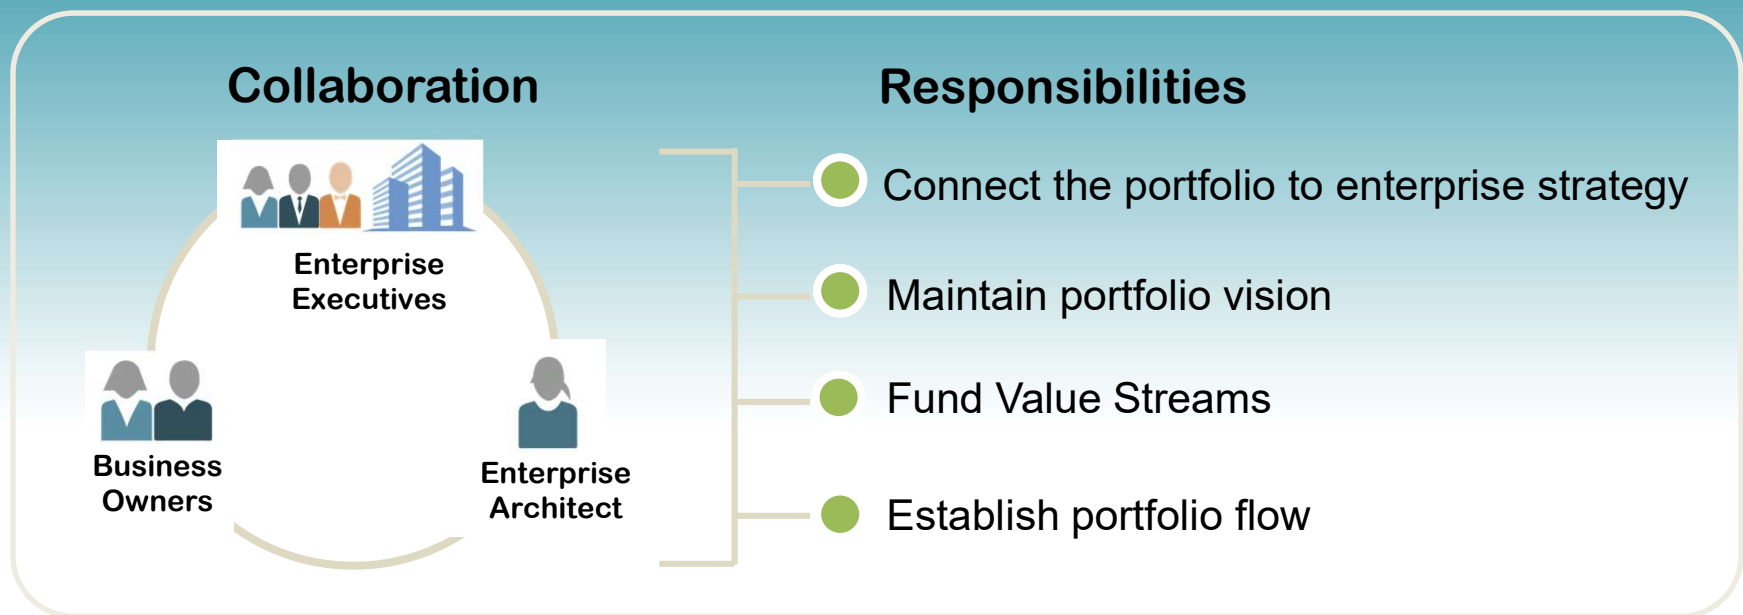 Collaboration
Enterprise
Executives
Business
Owners
Enterprise
Architect
Responsibilities
Connect the portfolio to enterprise strategy
Maintain portfolio vision
Fund Value Streams
Establish portfolio flow